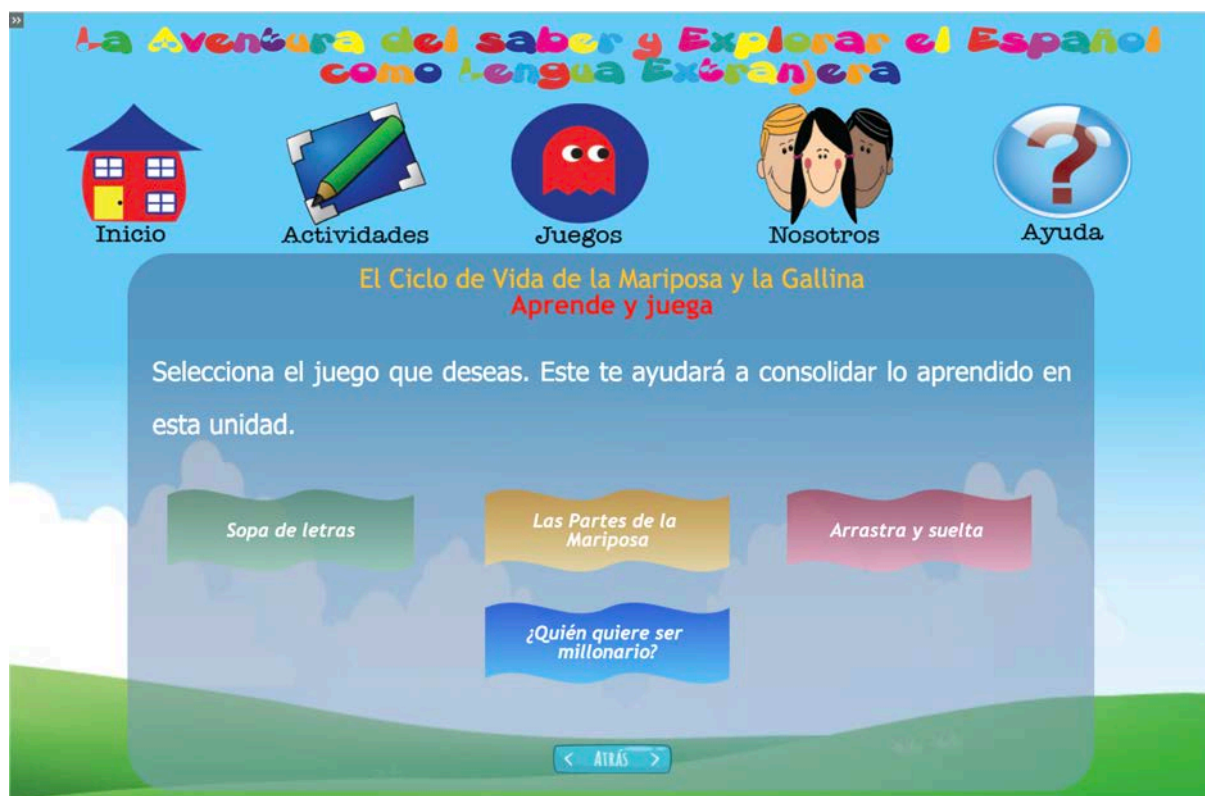 »
La Aventura del saber y Explorar el Español
como Lengua Extranjera
Inicio
Actividades
Juegos
Nosotros
Ayuda
El Ciclo de Vida de la Mariposa y la Gallina
Aprende y juega
Selecciona el juego que deseas. Este te ayudará a consolidar lo aprendido en
esta unidad.
Sopa de letras
Las Partes de la
Mariposa
Arrastra y suelta
¿Quién quiere ser
millonario?
< ATRÁS >